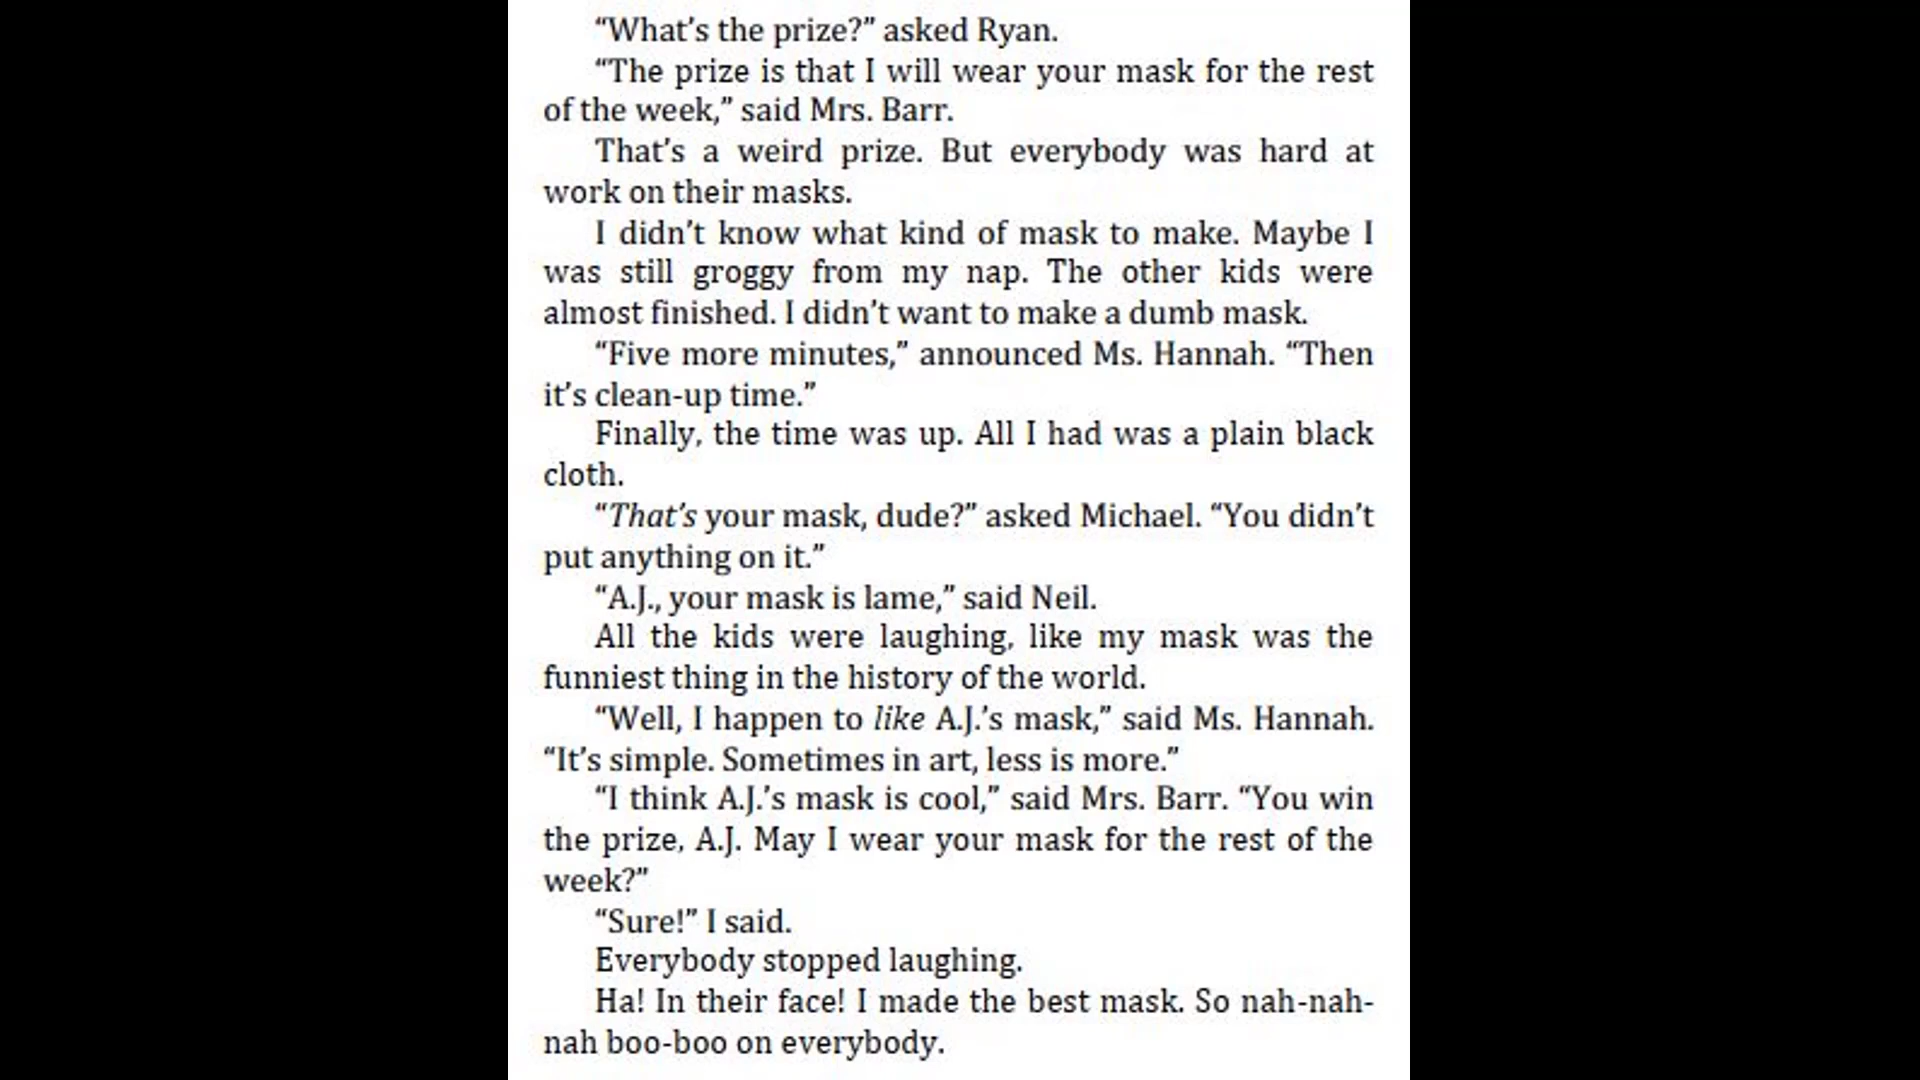 “What’s the prize?” asked Ryan.
“The prize is that I will wear your mask for the rest
of the week,” said Mrs. Barr.
That’s a weird prize. But everybody was hard at
work on their masks.
I didn’t know what kind of mask to make. Maybe I
was still groggy from my nap. The other kids were
almost finished. I didn’t want to make a dumb mask.
“Five more minutes,” announced Ms. Hannah. “Then
it’s clean-up time.”
Finally, the time was up. All I had was a plain black
cloth.
“That’s your mask, dude?” asked Michael. “You didn’t
put anything on it.”
“A.J., your mask is lame,” said Neil.
All the kids were laughing, like my mask was the
funniest thing in the history of the world.
“Well, I happen to like A.J.’s mask,” said Ms. Hannah.
“It’s simple. Sometimes in art, less is more.”
“I think A.J.’s mask is cool,” said Mrs. Barr. “You win
the prize, A.J. May I wear your mask for the rest of the
week?”
“Sure!” I said.
Everybody stopped laughing.
Ha! In their face! I made the best mask. So nah-nah-
nah boo-boo on everybody.